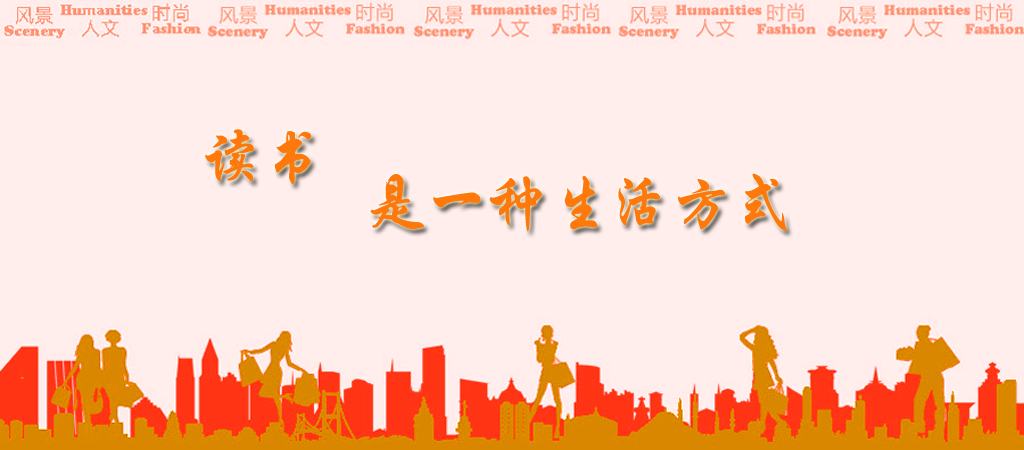 风景 Humanities 时尚 风景 Humanities 时尚 风景 Humanities 时尚 风景 Humanities 时尚 风景 Humanities 时尚
Scenery 人文 Fashion Scenery 人文 Fashion Scenery 人文 Fashion Scenery 人文 Fashion Scenery 人文 Fashion
读书
是一种生活方式